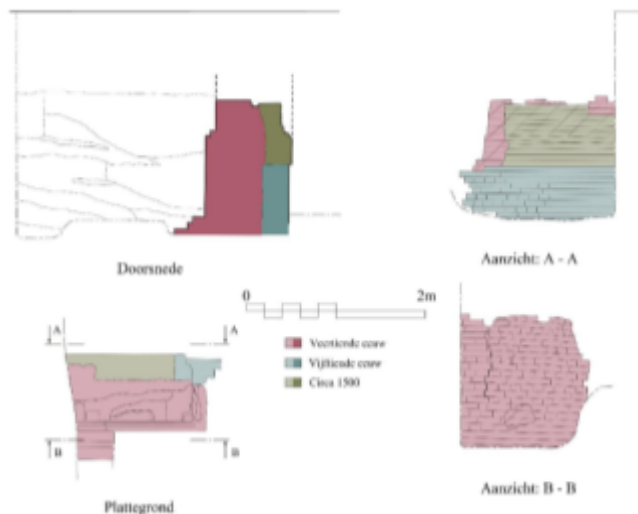 Doorsnede
Aanzicht: A - A
0 2m
Veertiende eeuw
Vijftiende eeuw
Circa 1500
A A
B B
Plattegrond
Aanzicht: B - B